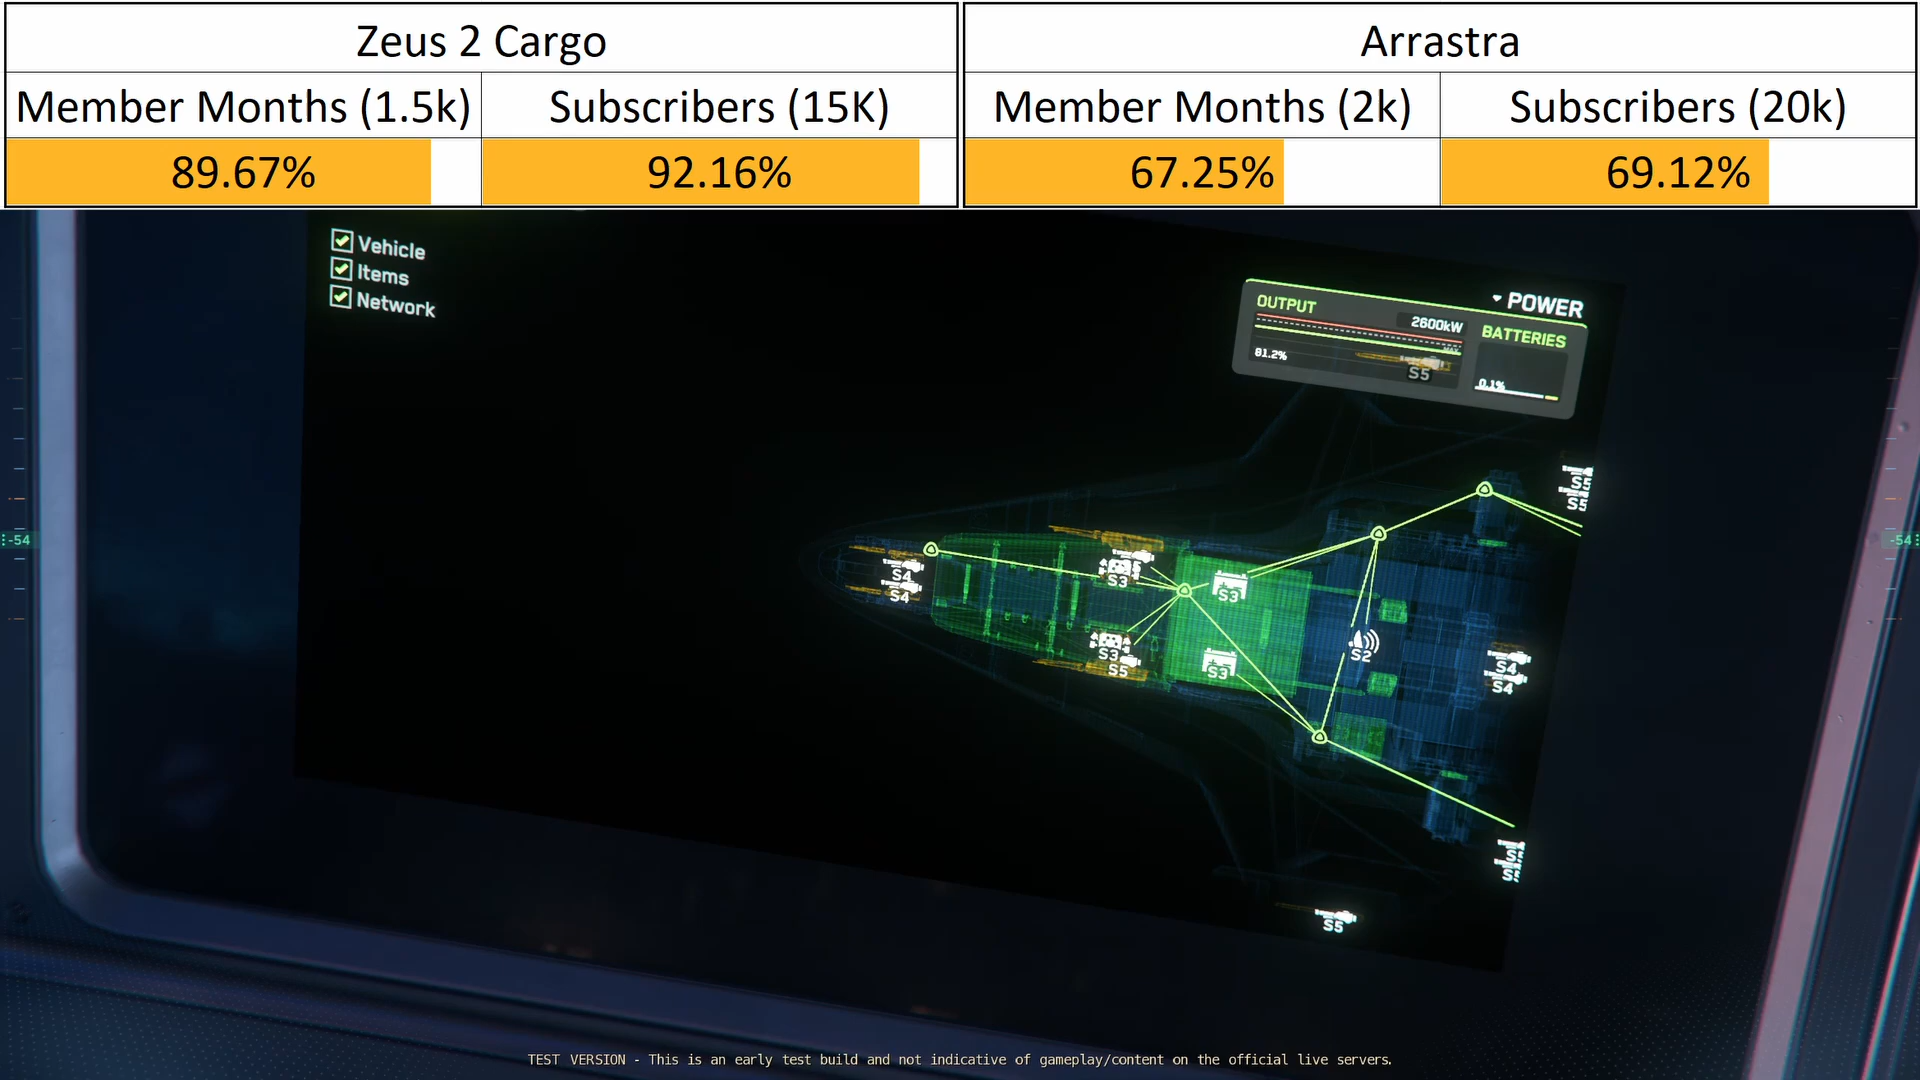 Zeus 2 Cargo
Arrastra
Member Months (1.5k)
Subscribers (15K)
Member Months (2k)
Subscribers (20k)
89.67%
92.16%
67.25%
69.12%
Vehicle
Items
Network
POWER
OUTPUT
2600kW
BATTERIES
MAX
81.2%
S5
0.1%
-54
-54
S4
S4
S3
S3
S5
S3
S3
S2
S4
S4
S5
TEST VERSION - This is an early test build and not indicative of gameplay/content on the official live servers.